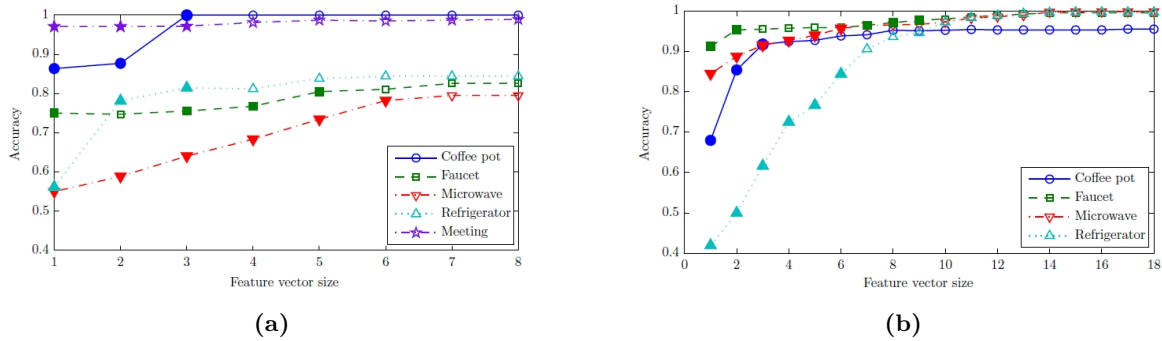 1
0.9
0.8
0.7
0.6
0.5
0.4
Accuracy
1 2 3 4 5 6 7 8
Feature vector size
Coffee pot
Faucet
Microwave
Refrigerator
Meeting
(a)
1
0.9
0.8
0.7
0.6
0.5
0.4
Accuracy
0 2 4 6 8 10 12 14 16 18
Feature vector size
Coffee pot
Faucet
Microwave
Refrigerator
(b)